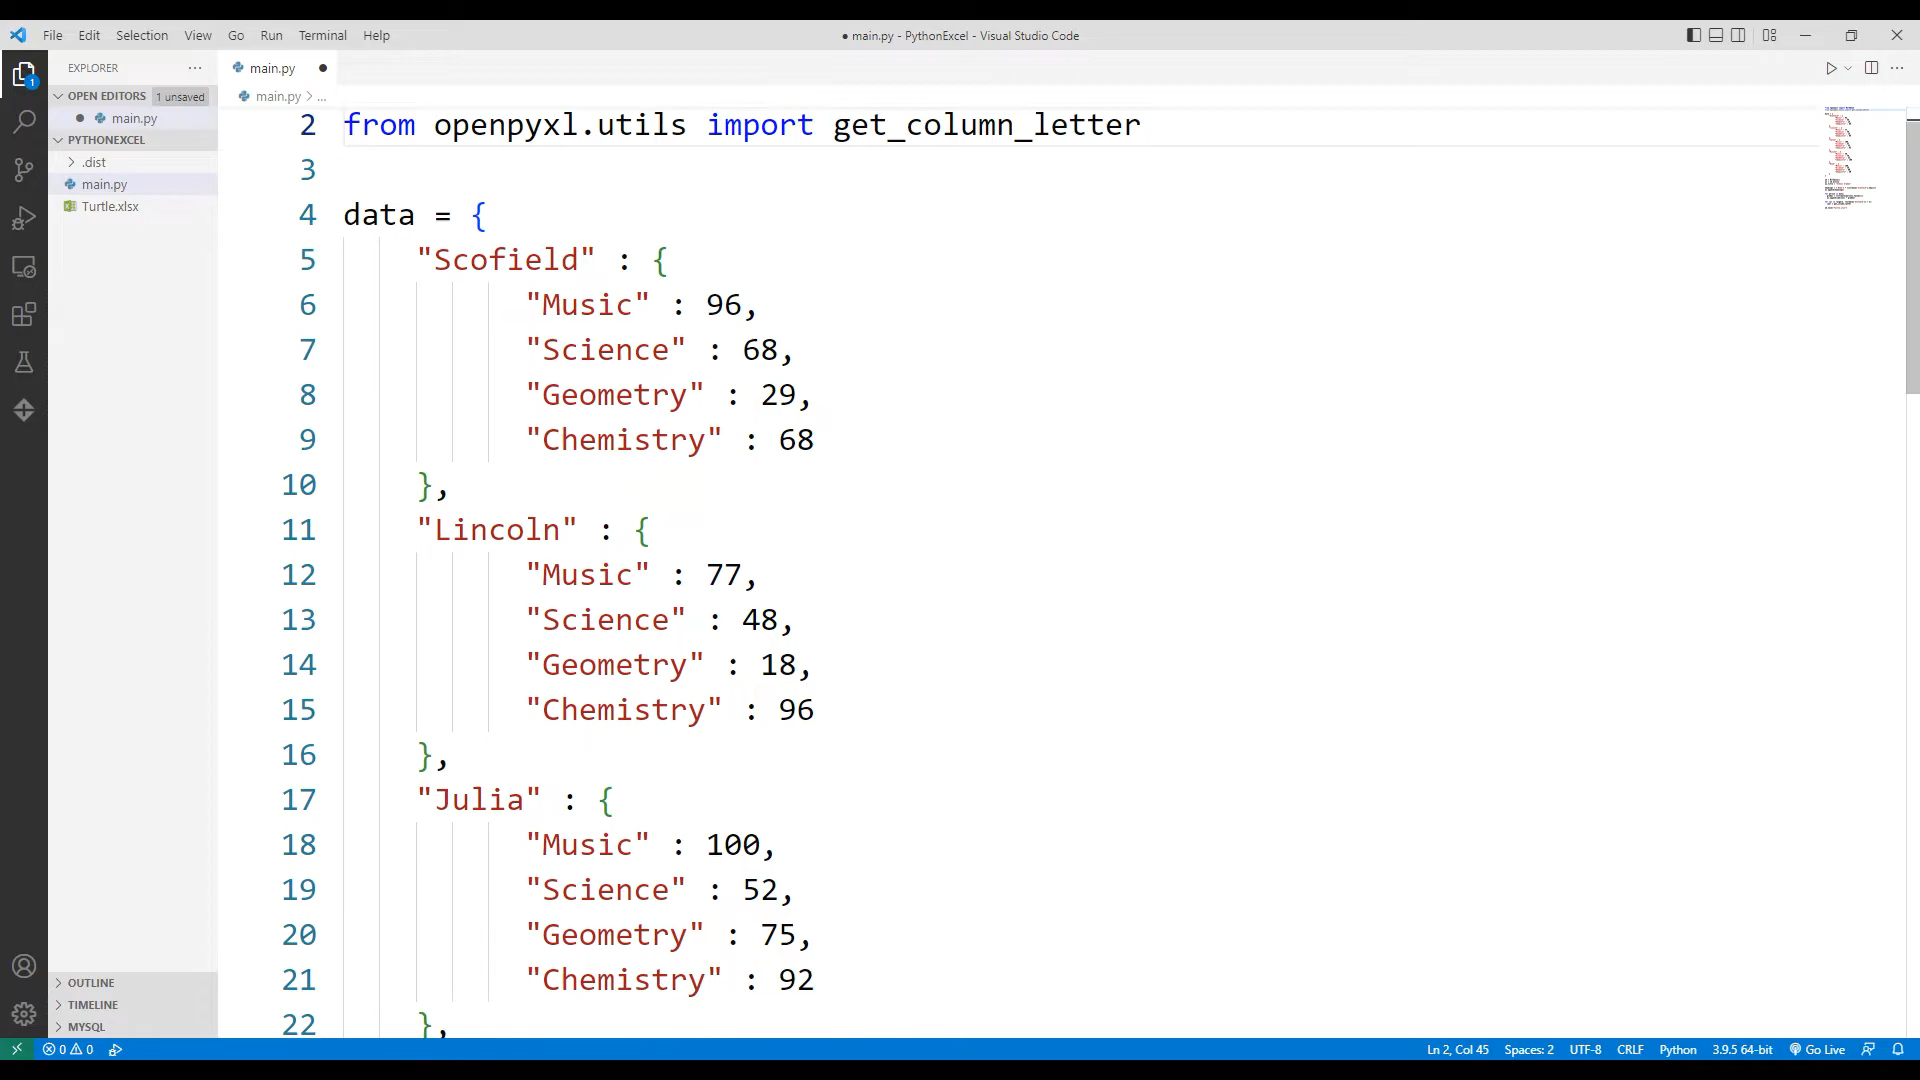 File Edit Selection View Go Run Terminal Help
● main.py - PythonExcel - Visual Studio Code
EXPLORER ...
main.py ●
OPEN EDITORS 1 unsaved
● main.py
PYTHONEXCEL
.dist
main.py
Turtle.xlsx
OUTLINE
TIMELINE
MYSQL
1
main.py > ...
2 from openpyxl.utils import get_column_letter
3
4 data = {
5 "Scofield" : {
6 "Music" : 96,
7 "Science" : 68,
8 "Geometry" : 29,
9 "Chemistry" : 68
10 },
11 "Lincoln" : {
12 "Music" : 77,
13 "Science" : 48,
14 "Geometry" : 18,
15 "Chemistry" : 96
16 },
17 "Julia" : {
18 "Music" : 100,
19 "Science" : 52,
20 "Geometry" : 75,
21 "Chemistry" : 92
22 },
0 0
Ln 2, Col 45 Spaces: 2 UTF-8 CRLF Python 3.9.5 64-bit Go Live